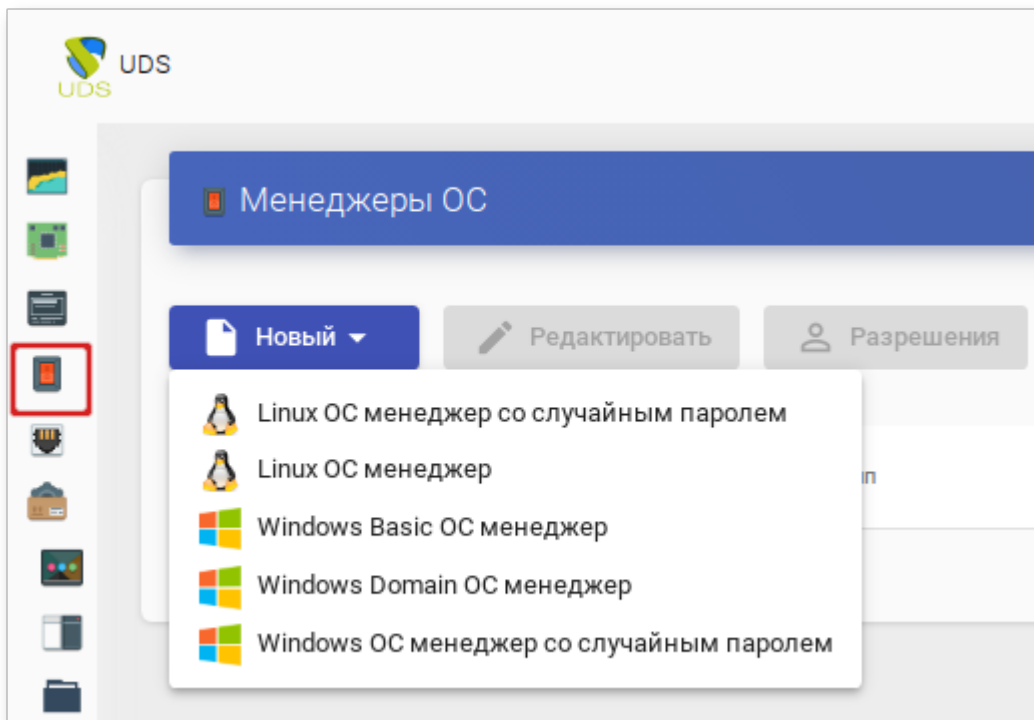 UDS
UDS
Менеджеры ОС
Новый
Редактировать
Разрешения
Linux ОС менеджер со случайным паролем
Linux ОС менеджер
Windows Basic ОС менеджер
Windows Domain ОС менеджер
Windows ОС менеджер со случайным паролем